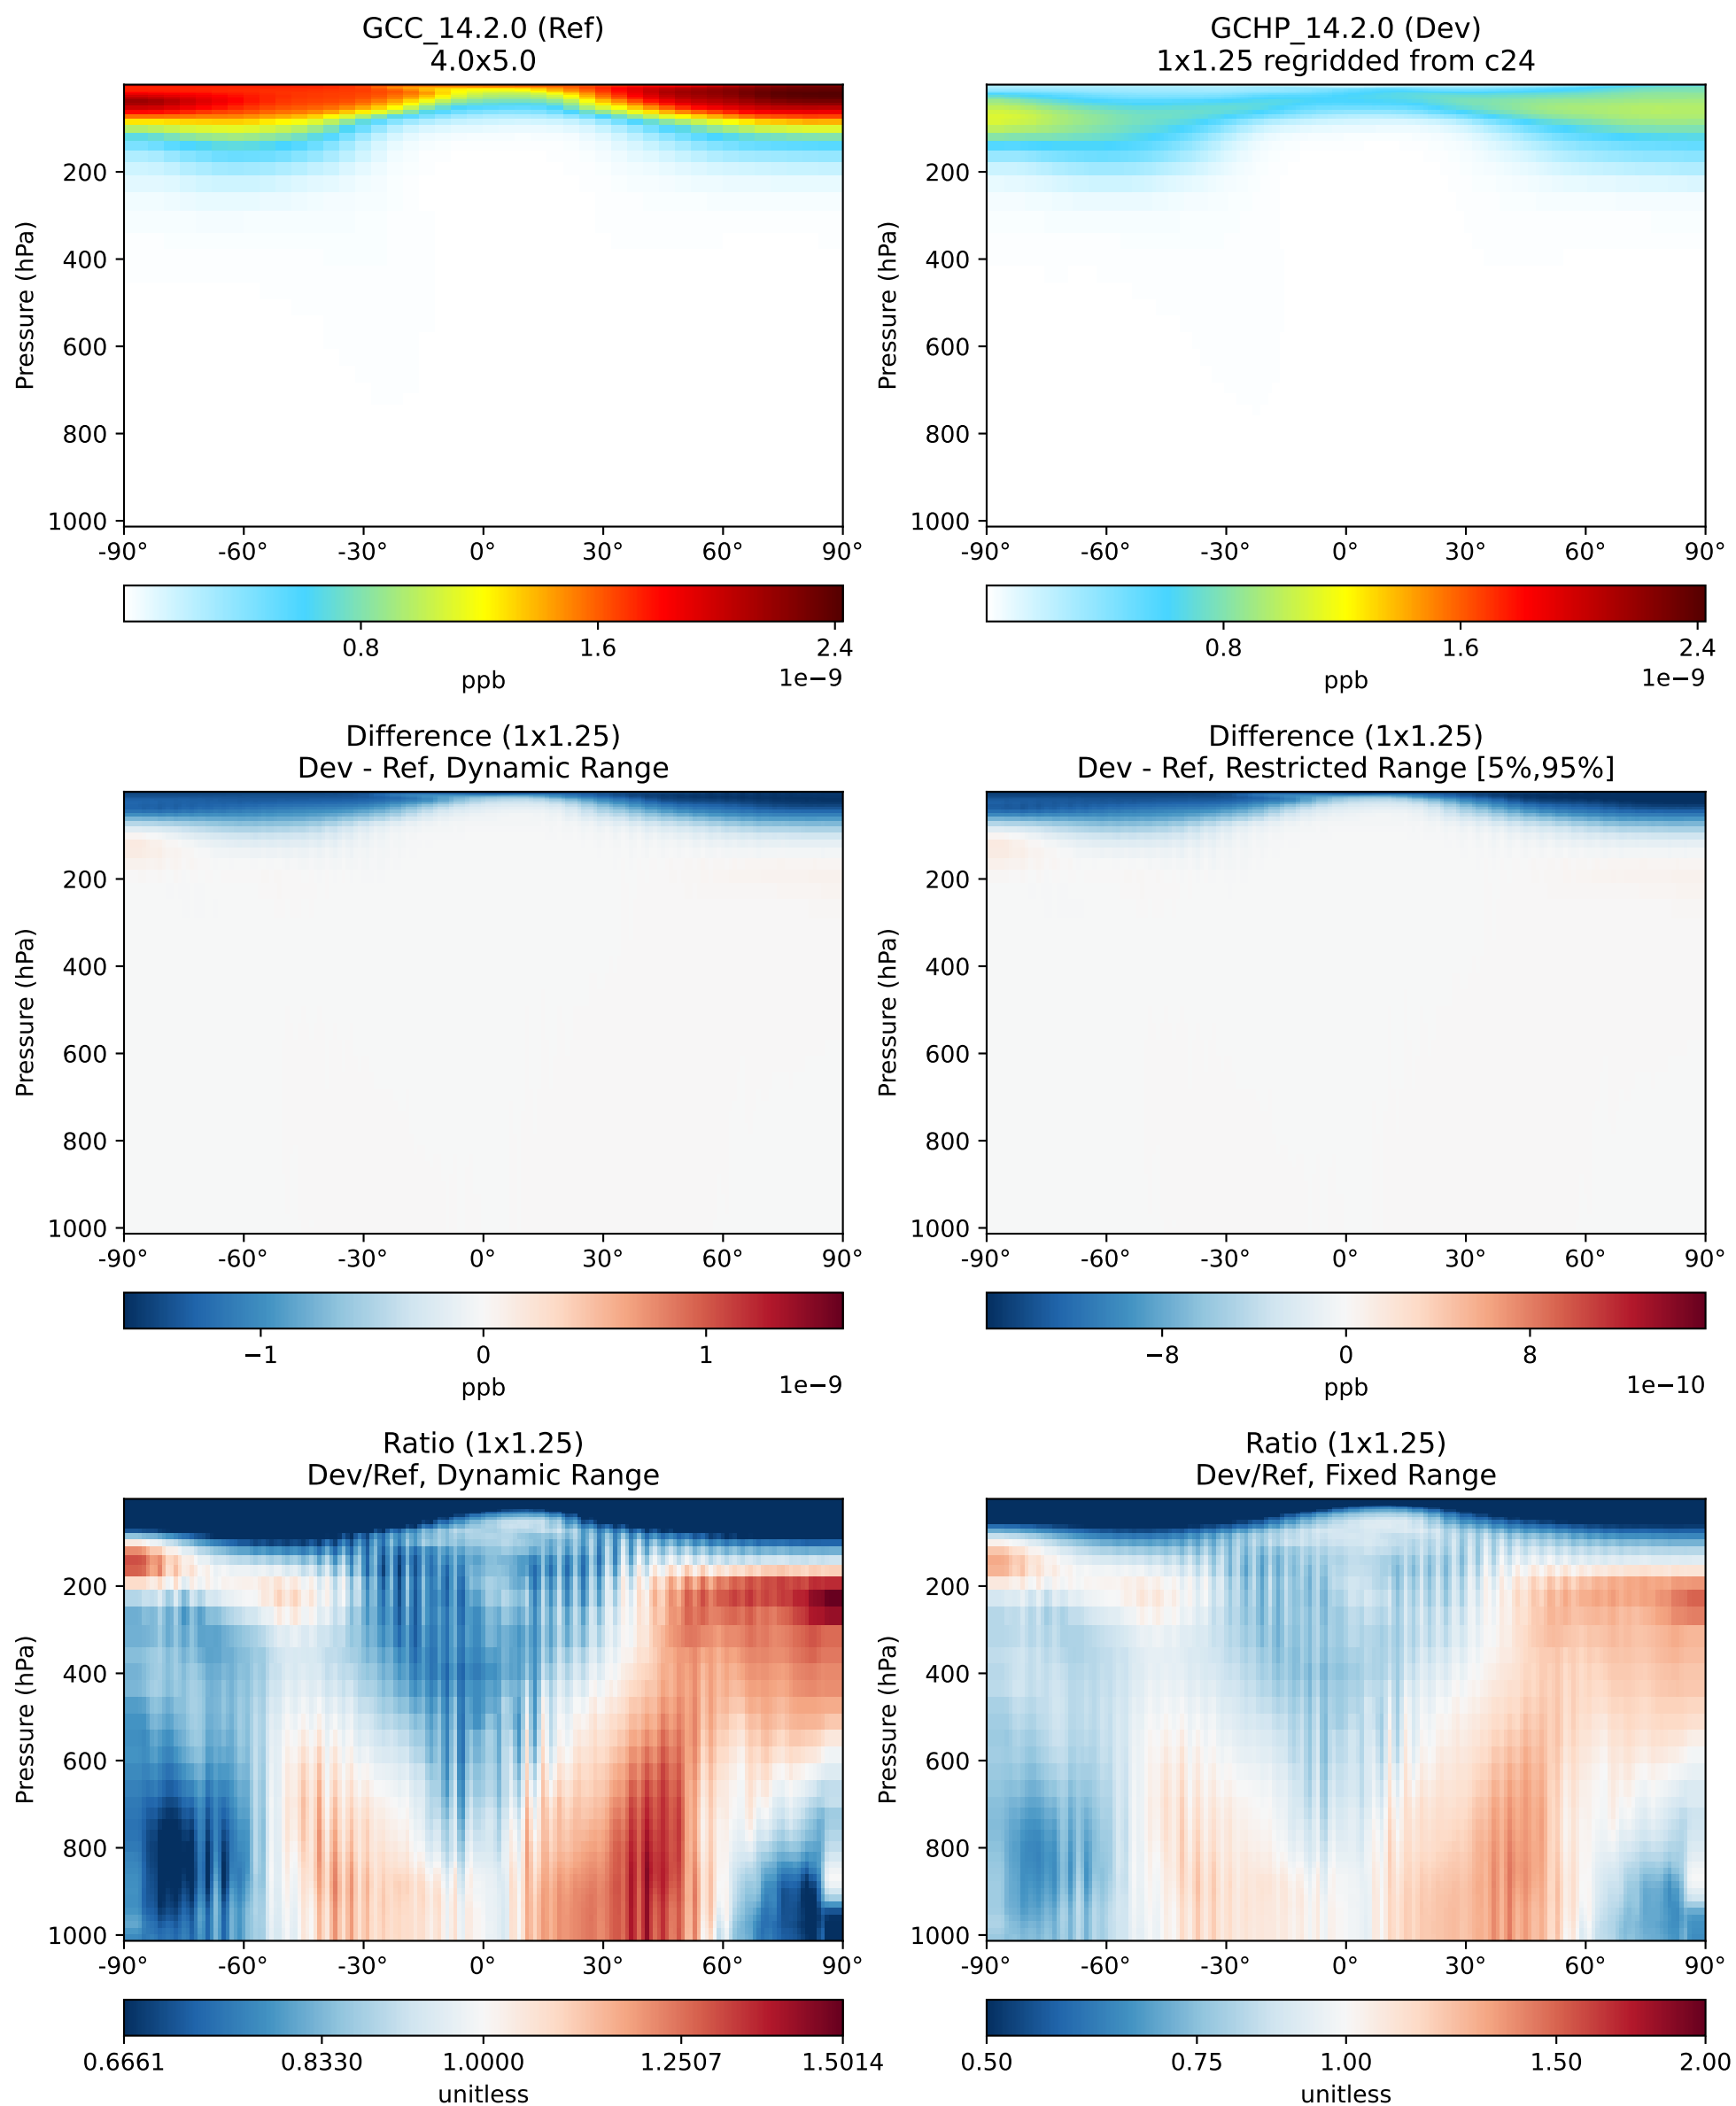 GCC_14.2.0 (Ref)
4.0x5.0
Pressure (hPa)
200
400
600
800
1000
-90° -60° -30° 0° 30° 60° 90°
0.8 1.6 2.4
ppb
1e−9
GCHP_14.2.0 (Dev)
1x1.25 regridded from c24
Pressure (hPa)
200
400
600
800
1000
-90° -60° -30° 0° 30° 60° 90°
0.8 1.6 2.4
ppb
1e−9
Difference (1x1.25)
Dev - Ref, Dynamic Range
Pressure (hPa)
200
400
600
800
1000
-90° -60° -30° 0° 30° 60° 90°
−1 0 1
ppb
1e−9
Difference (1x1.25)
Dev - Ref, Restricted Range [5%,95%]
Pressure (hPa)
200
400
600
800
1000
-90° -60° -30° 0° 30° 60° 90°
−8 0 8
ppb
1e−10
Ratio (1x1.25)
Dev/Ref, Dynamic Range
Pressure (hPa)
200
400
600
800
1000
-90° -60° -30° 0° 30° 60° 90°
0.6661 0.8330 1.0000 1.2507 1.5014
unitless
Ratio (1x1.25)
Dev/Ref, Fixed Range
Pressure (hPa)
200
400
600
800
1000
-90° -60° -30° 0° 30° 60° 90°
0.50 0.75 1.00 1.50 2.00
unitless